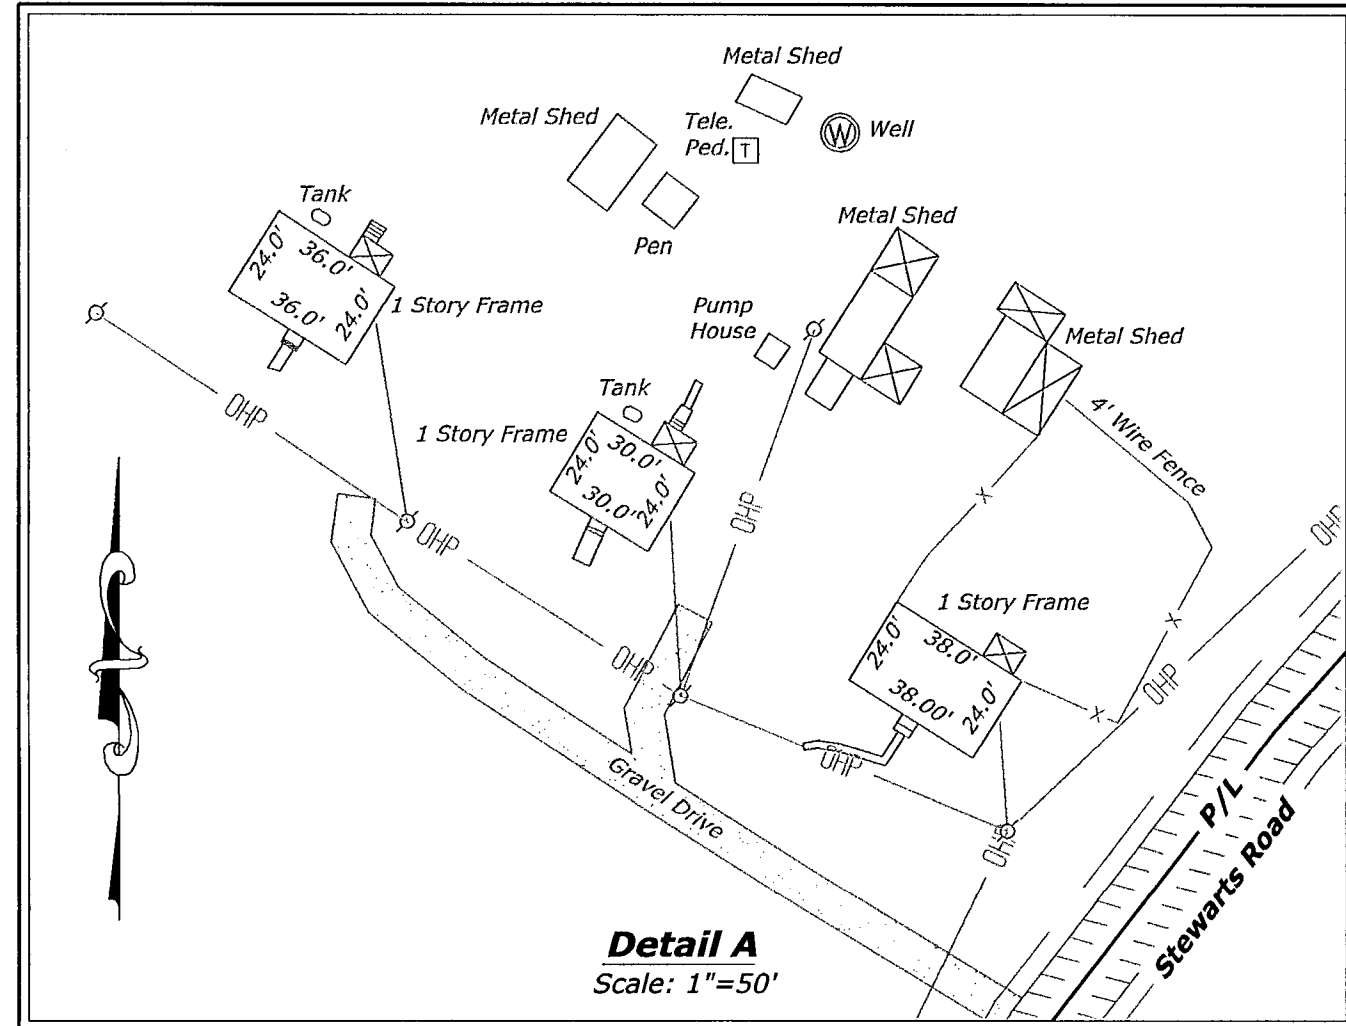 Metal Shed
Metal Shed
Tele.
Ped.
T
W
Well
Tank
Pen
Metal Shed
24.0'
36.0'
36.0'
24.0'
1 Story Frame
Pump
House
Metal Shed
OHP
Tank
1 Story Frame
24.0'
30.0'
30.0"
24.0'
4' Wire Fence
X
OHP
OHP
OHP
1 Story Frame
X
24.0'
38.0'
38.00'
24.0'
OHP
OHP
X
OHP
Gravel Drive
OHP
P/L
Stewarts Road
Detail A
Scale: 1"=50'